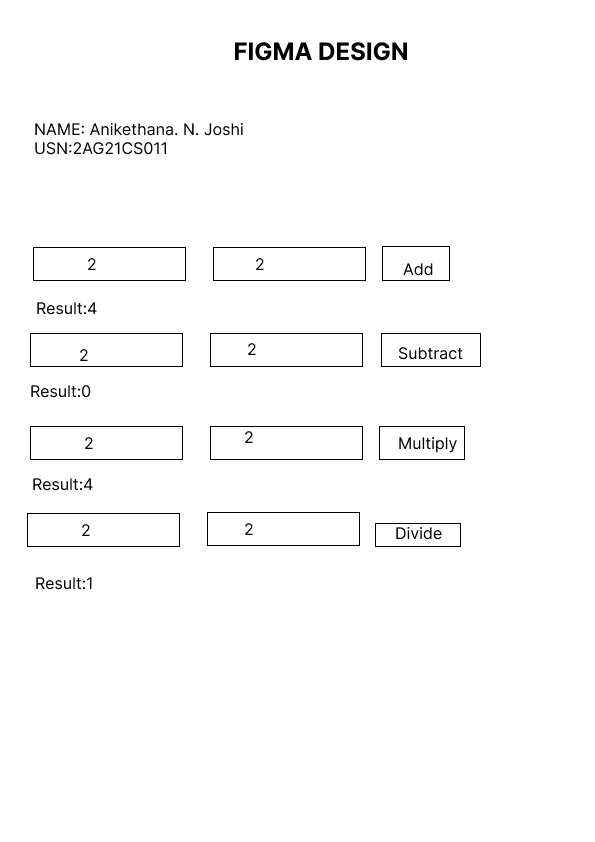 FIGMA DESIGN
NAME: Anikethana. N. Joshi
USN:2AG21CS011
2 2 Add
Result:4
2 2 Subtract
Result:0
2 2 Multiply
Result:4
2 2 Divide
Result:1